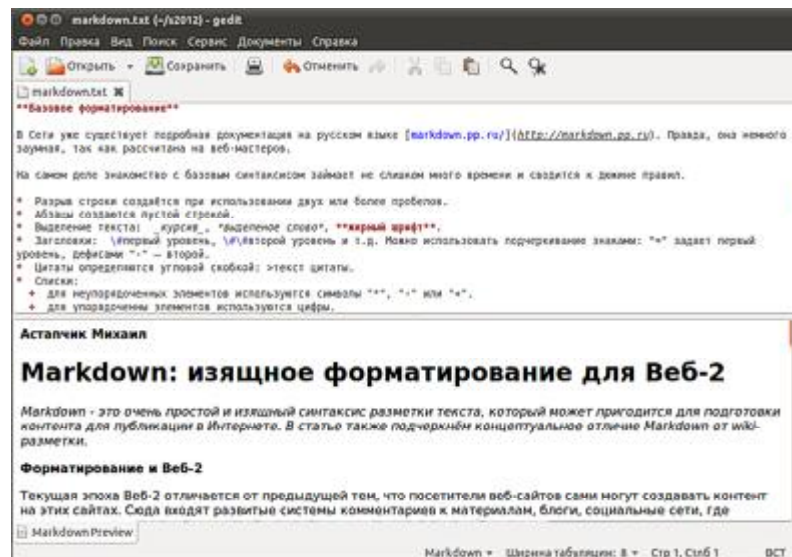 markdown.txt (~/s2012) - gedit
Файл Правка Вид Поиск Сервис Документы Справка
Открыть Сохранить Отменить
markdown.txt
**Базовое форматирование**
В Сети уже существует подробная документация на русском языке [markdown.pp.ru/](http://markdown.pp.ru). Правда, она немного
заумная, так как рассчитана на веб-мастеров.
На самом деле знакомство с базовым синтаксисом займает не слишком много времени и сводится к дюжине правил.
* Разрыв строки создаётся при использовании двух или более пробелов.
* Абзацы создаются пустой строкой.
* Выделение текста: _курсив_, *выделеное слово*, **жирный шрифт**.
* Заголовки: \#первый уровень, \#\#второй уровень и т.д. Можно использовать подчеркивание знаками: "=" задает первый
уровень, дефисами "-" — второй.
* Цитаты определяются угловой скобкой: >текст цитаты.
* Списки:
+ для неупорядоченных элементов используются символы "*", "-" или "+".
+ для упорядоченны элементов используются цифры.
Астапчик Михаил
Markdown: изящное форматирование для Веб-2
Markdown - это очень простой и изящный синтаксис разметки текста, который может пригодится для подготовки
контента для публикации в Интернете. В статье также подчеркнём концептуальное отличие Markdown от wiki-
разметки.
Форматирование и Веб-2
Текущая эпоха Веб-2 отличается от предыдущей тем, что посетители веб-сайтов сами могут создавать контент
на этих сайтах. Сюда входят развитые системы комментариев к материалам, блоги, социальные сети, где
Markdown Preview
Markdown Ширина табуляции: 8 Стр 1, Стлб 1 ВСТ